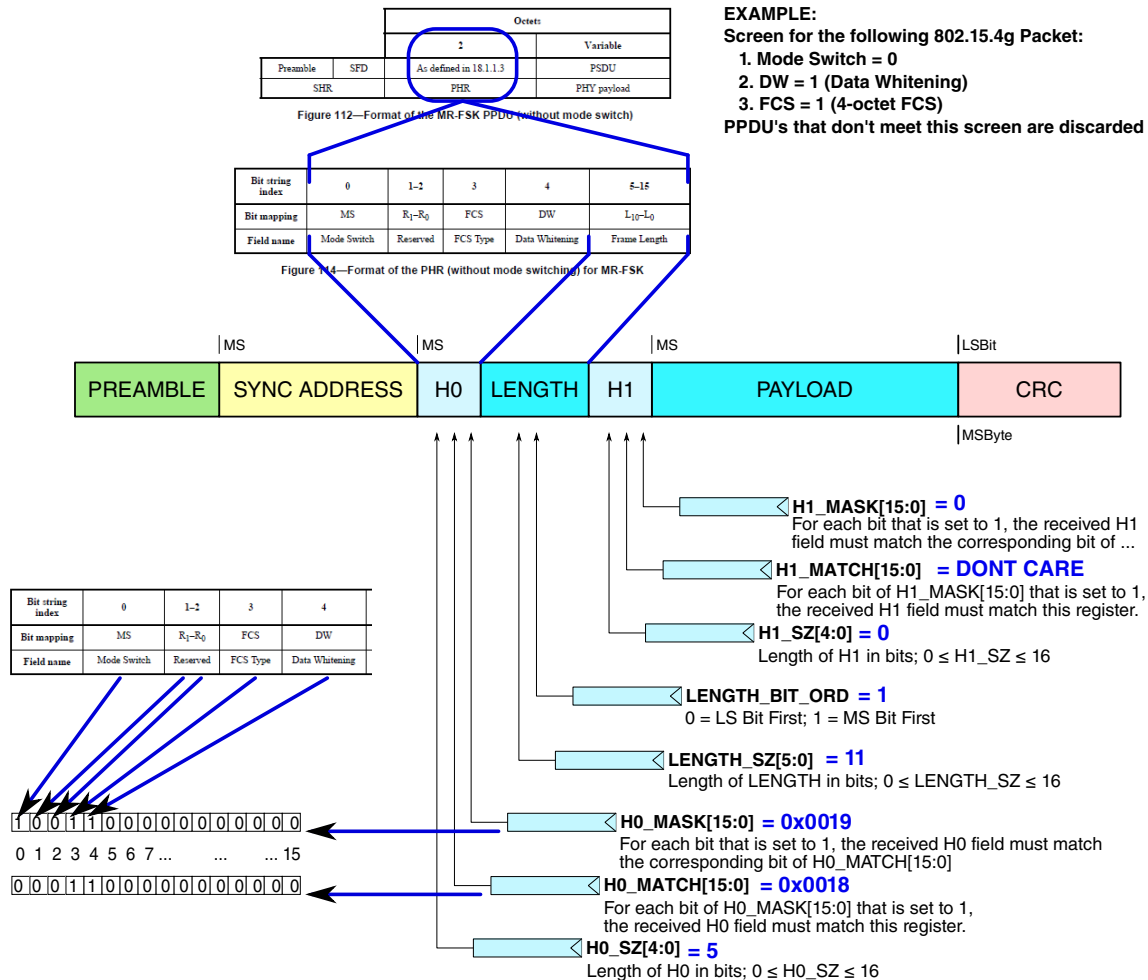 Octets
2 Variable
Preamble SFD As defined in 18.1.1.3 PSDU
SHR PHR PHY payload
Figure 112—Format of the MR-FSK PPDU (without mode switch)
EXAMPLE:
Screen for the following 802.15.4g Packet:
1. Mode Switch = 0
2. DW = 1 (Data Whitening)
3. FCS = 1 (4-octet FCS)
PPDU's that don't meet this screen are discarded
Bit string index 0 1–2 3 4 5–15
Bit mapping MS R1–R0 FCS DW L10–L0
Field name Mode Switch Reserved FCS Type Data Whitening Frame Length
Figure 114—Format of the PHR (without mode switching) for MR-FSK
MS MS MS LSBit
PREAMBLE SYNC ADDRESS H0 LENGTH H1 PAYLOAD CRC
MSByte
H1_MASK[15:0] = 0
For each bit that is set to 1, the received H1
field must match the corresponding bit of ...
H1_MATCH[15:0] = DONT CARE
For each bit of H1_MASK[15:0] that is set to 1,
the received H1 field must match this register.
H1_SZ[4:0] = 0
Length of H1 in bits; 0 ≤ H1_SZ ≤ 16
Bit string index 0 1–2 3 4
Bit mapping MS R1–R0 FCS DW
Field name Mode Switch Reserved FCS Type Data Whitening
LENGTH_BIT_ORD = 1
0 = LS Bit First; 1 = MS Bit First
LENGTH_SZ[5:0] = 11
Length of LENGTH in bits; 0 ≤ LENGTH_SZ ≤ 16
1 0 0 1 1 0 0 0 0 0 0 0 0 0 0 0
0 1 2 3 4 5 6 7 ... ... ... 15
0 0 0 1 1 0 0 0 0 0 0 0 0 0 0 0
H0_MASK[15:0] = 0x0019
For each bit that is set to 1, the received H0 field must match
the corresponding bit of H0_MATCH[15:0]
H0_MATCH[15:0] = 0x0018
For each bit of H0_MASK[15:0] that is set to 1,
the received H0 field must match this register.
H0_SZ[4:0] = 5
Length of H0 in bits; 0 ≤ H0_SZ ≤ 16